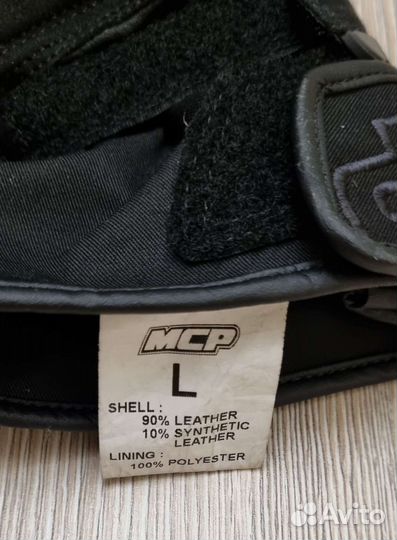 MCP
L
SHELL :
90% LEATHER
10% SYNTHETIC
LEATHER
LINING :
100% POLYESTER
Avito